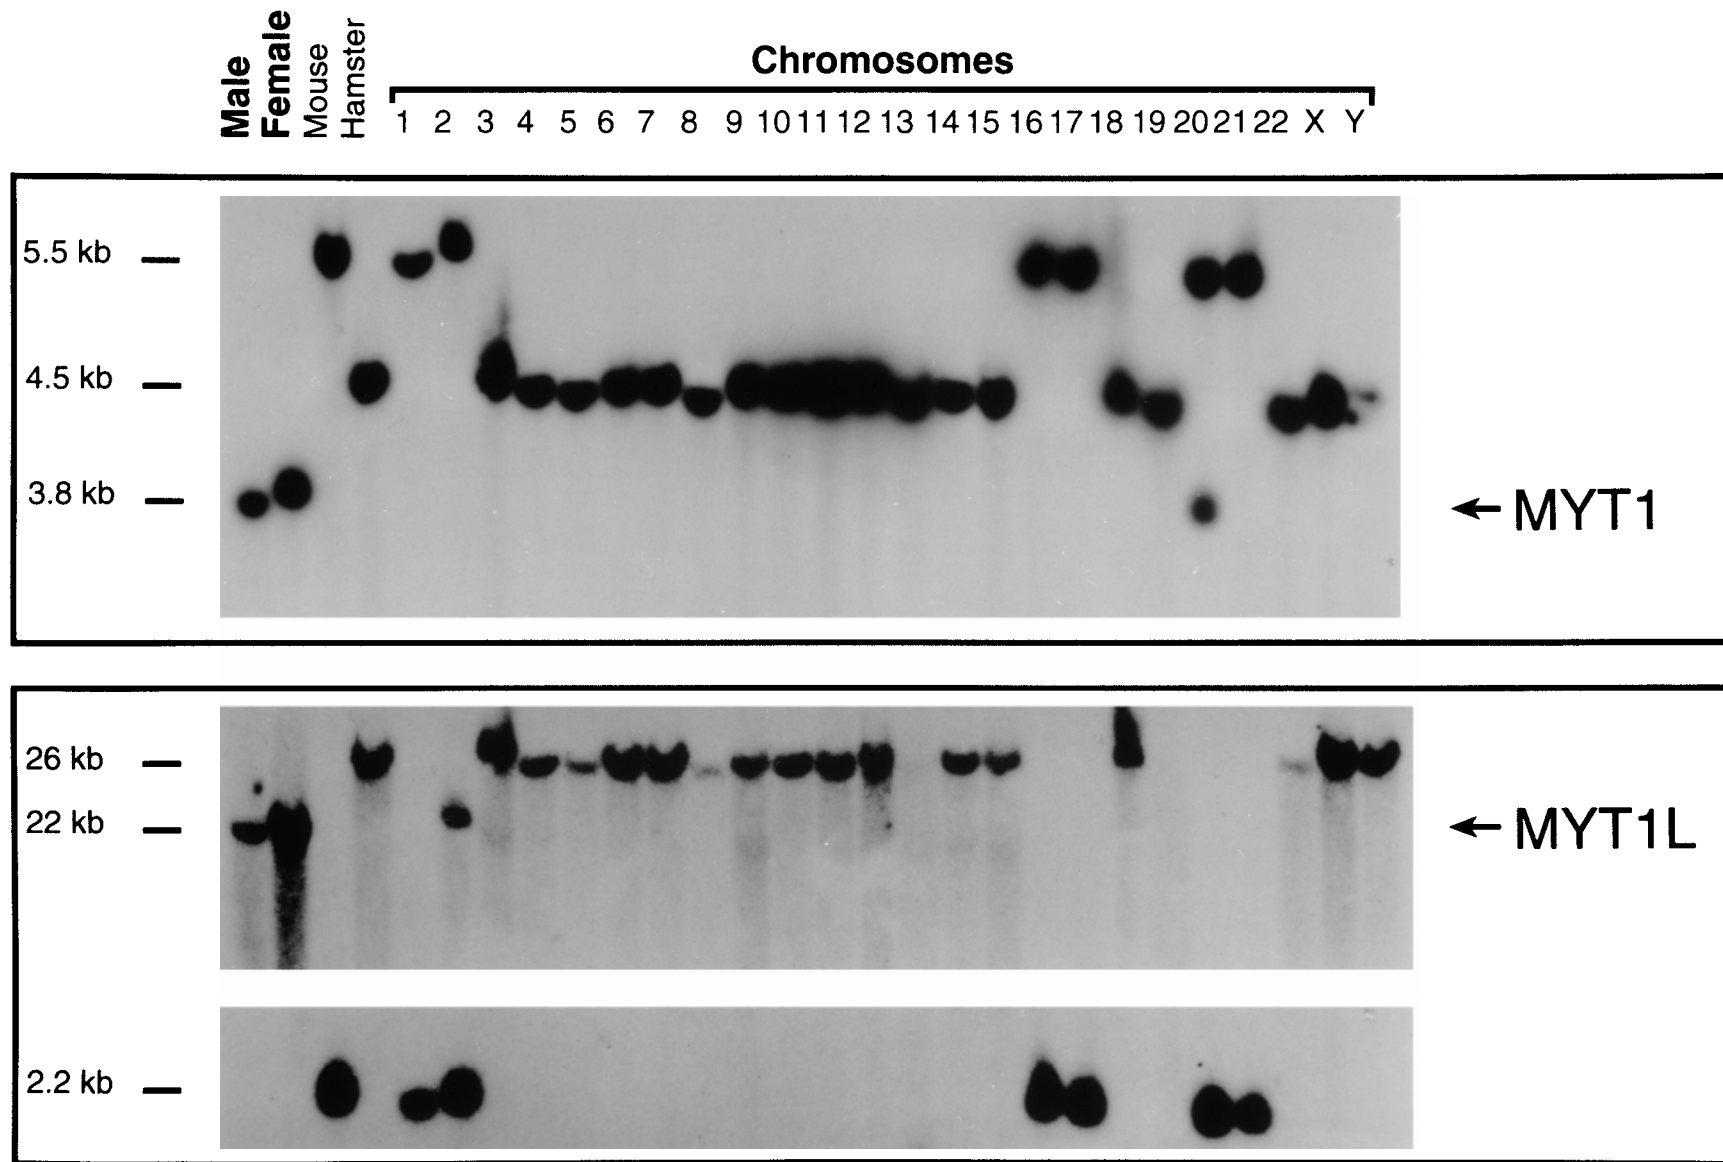 Male Female Mouse Hamster
Chromosomes
1 2 3 4 5 6 7 8 9 10 11 12 13 14 15 16 17 18 19 20 21 22 X Y
5.5 kb
4.5 kb
3.8 kb
← MYT1
26 kb
22 kb
← MYT1L
2.2 kb